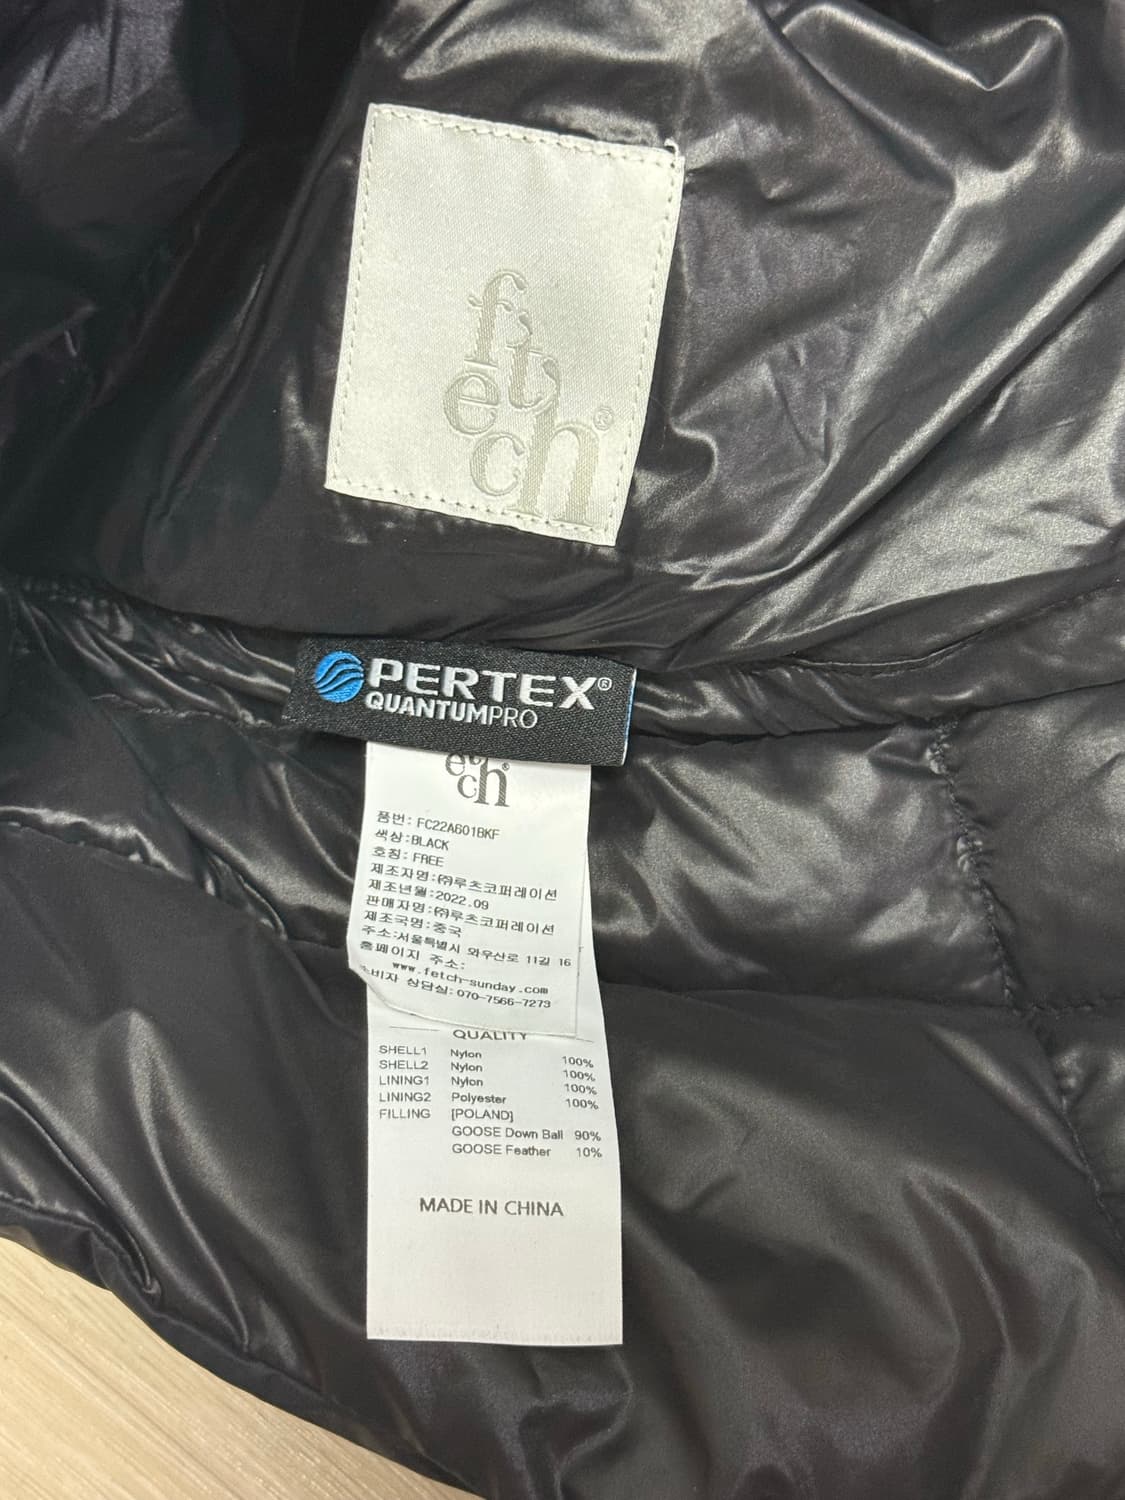 fetch®
PERTEX®
QUANTUMPRO
etch®
품번: FC22A601BKF
색상:BLACK
호칭: FREE
제조자명:㈜루츠코퍼레이션
제조년월:2022.09
판매자명:㈜루츠코퍼레이션
제조국명:중국
주소:서울특별시 와우산로 11길 16
홈페이지 주소:
www.fetch-sunday.com
소비자 상담실:070-7566-7273
QUALITY
SHELL1 Nylon 100%
SHELL2 Nylon 100%
LINING1 Nylon 100%
LINING2 Polyester 100%
FILLING [POLAND]
GOOSE Down Ball 90%
GOOSE Feather 10%
MADE IN CHINA